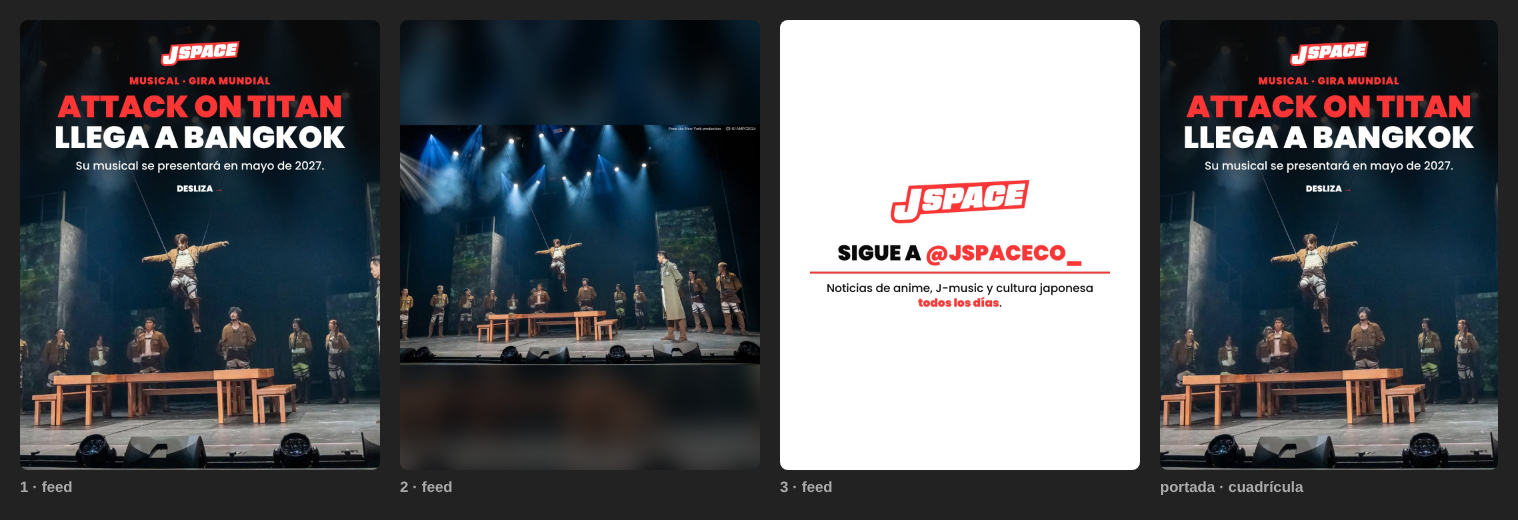 JSPACE
MUSICAL · GIRA MUNDIAL
ATTACK ON TITAN
LLEGA A BANGKOK
Su musical se presentará en mayo de 2027.
DESLIZA →
1 · feed
2 · feed
JSPACE
SIGUE A @JSPACECO_
Noticias de anime, J-music y cultura japonesa
todos los días.
3 · feed
JSPACE
MUSICAL · GIRA MUNDIAL
ATTACK ON TITAN
LLEGA A BANGKOK
Su musical se presentará en mayo de 2027.
DESLIZA →
portada · cuadrícula